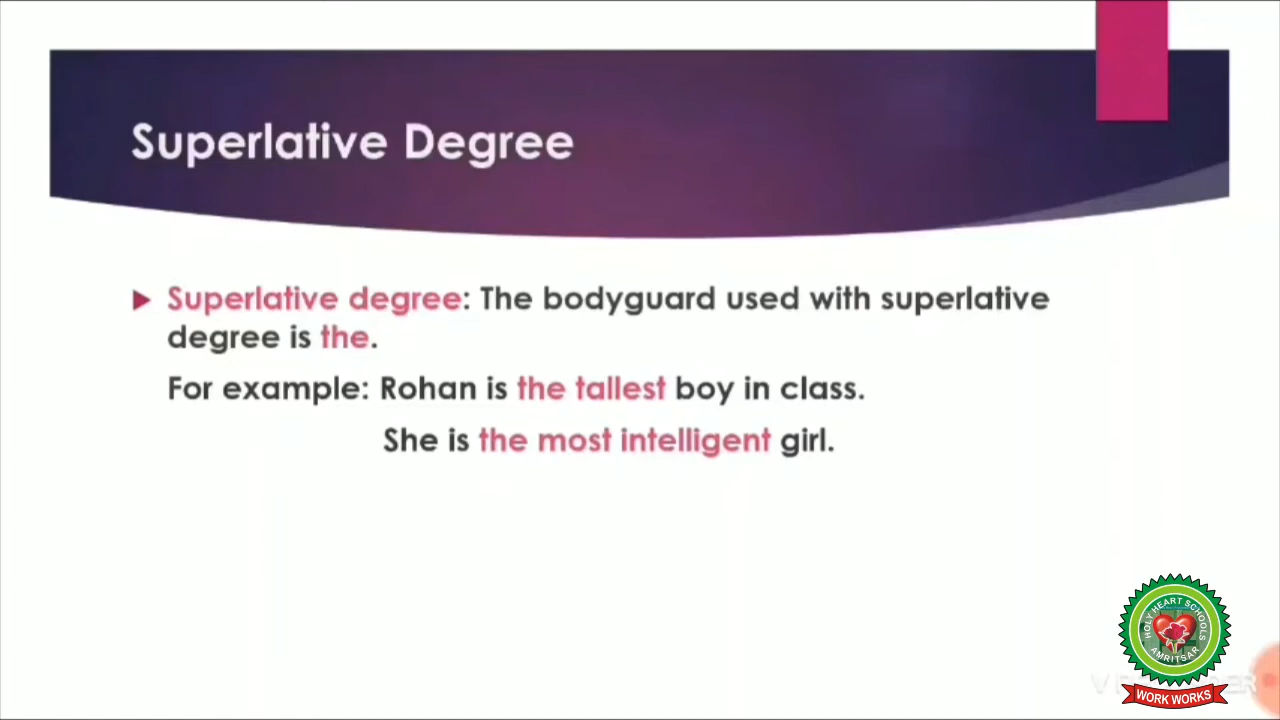 Superlative Degree
Superlative degree: The bodyguard used with superlative
degree is the.
For example: Rohan is the tallest boy in class.
She is the most intelligent girl.
HOLY HEART SCHOOLS
AMRITSAR
WORK WORKS